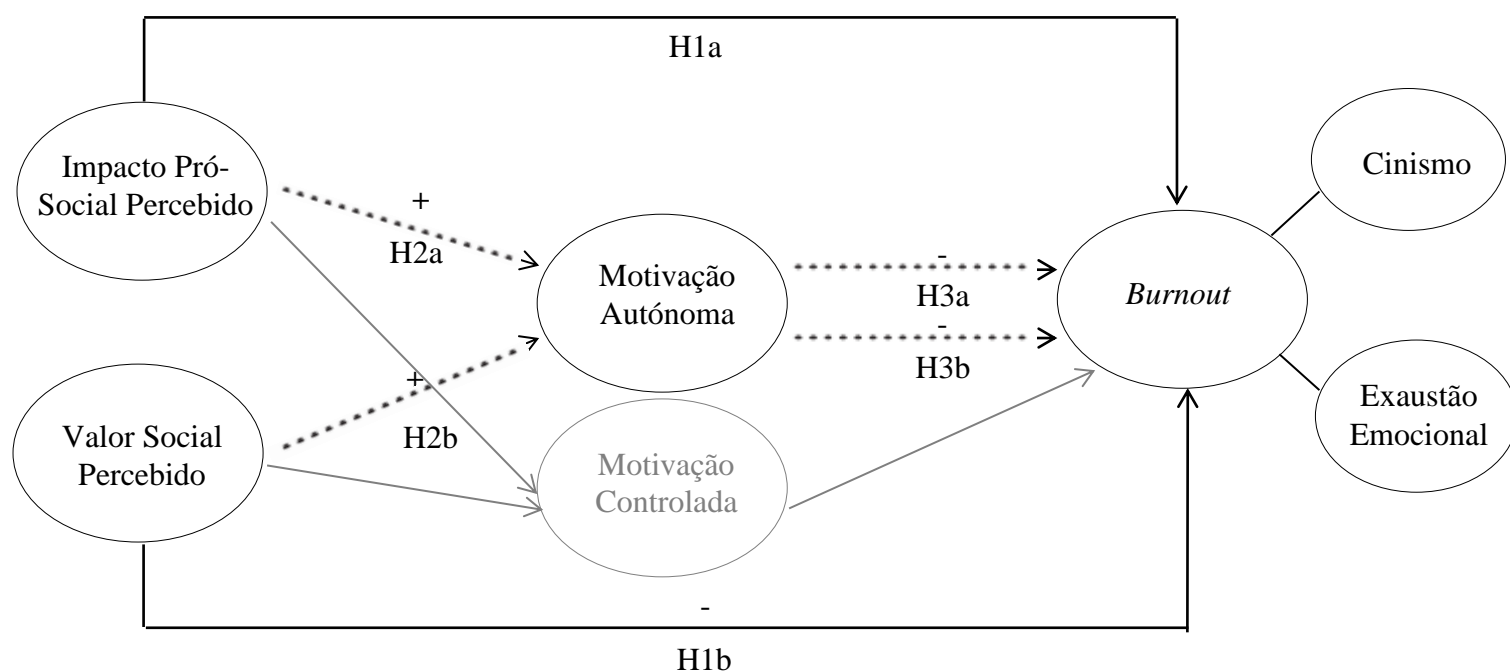 H1a
Impacto Pró-
Social Percebido
Cinismo
+
H2a
Motivação
Autónoma
-
H3a
-
H3b
Burnout
+
H2b
Valor Social
Percebido
Motivação
Controlada
Exaustão
Emocional
-
H1b